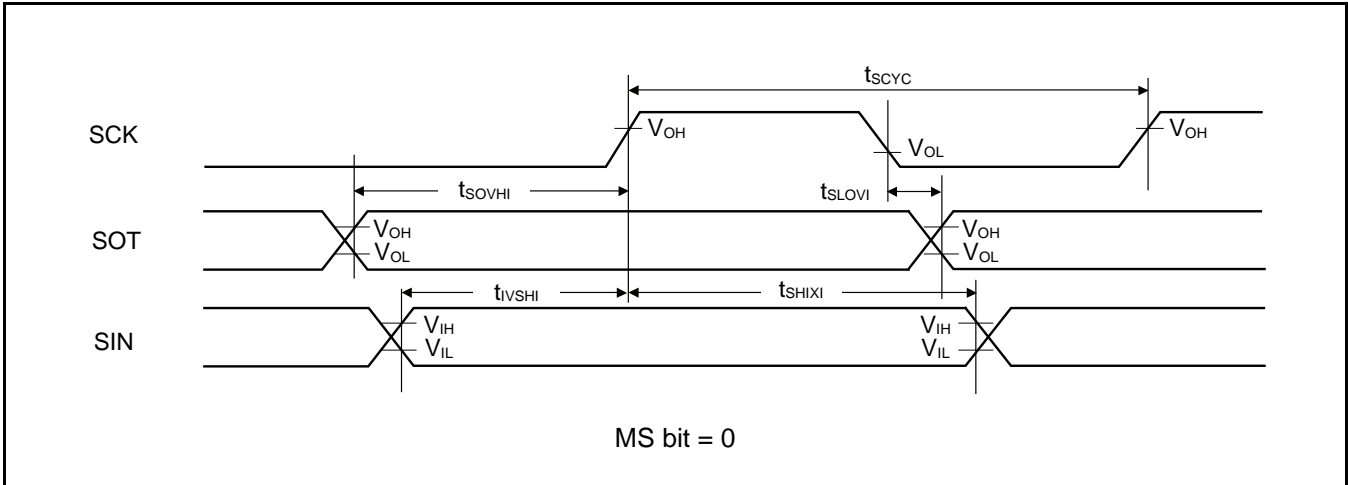 tSCYC
SCK
VOH
VOL
VOH
tSOVHI
tSLOVI
SOT
VOH
VOL
VOH
VOL
tIVSHI
tSHIXI
SIN
VIH
VIL
VIH
VIL
MS bit = 0